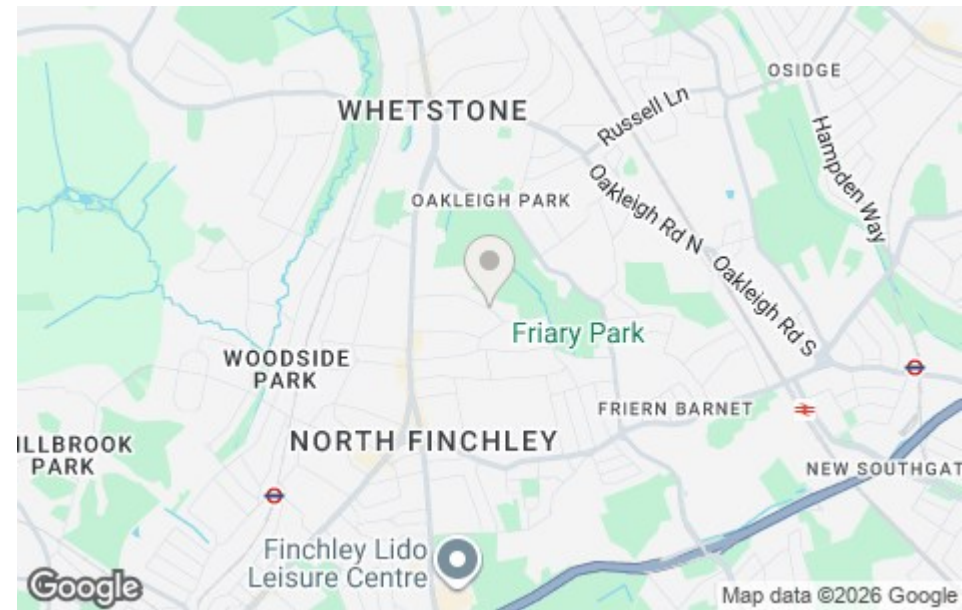 OSIDGE
WHETSTONE
Russell Ln
Hampden Way
OAKLEIGH PARK
Oakleigh Rd N
Oakleigh Rd S
Friary Park
WOODSIDE
PARK
FRIERN BARNET
ILLBROOK
PARK
NORTH FINCHLEY
NEW SOUTHGAT
Finchley Lido
Leisure Centre
Google
Map data ©2026 Google